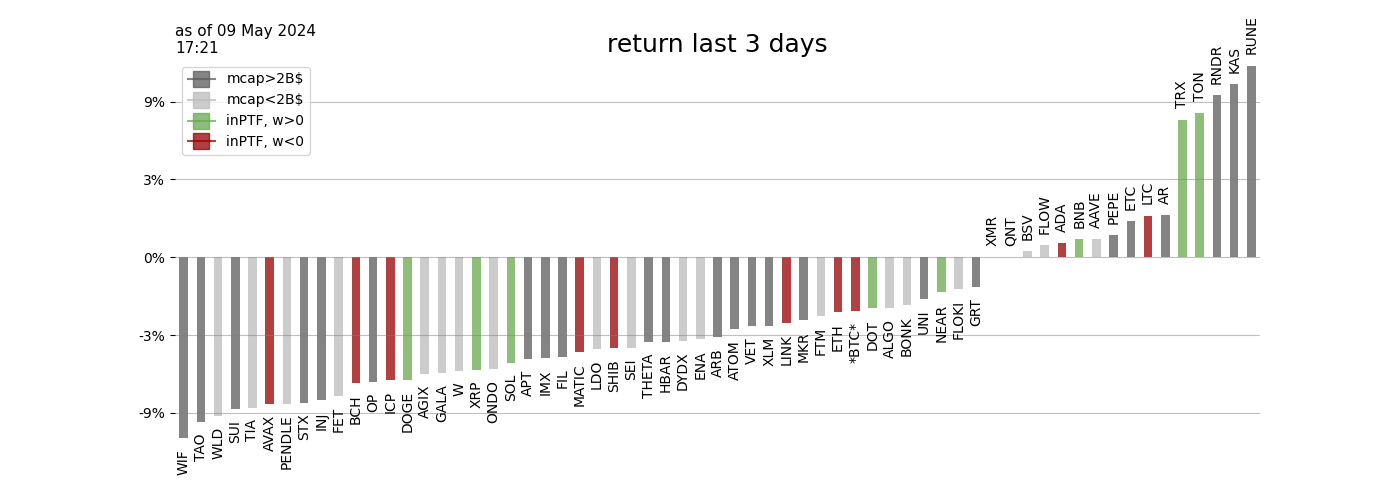 as of 09 May 2024
17:21
return last 3 days
mcap>2B$
mcap<2B$
inPTF, w>0
inPTF, w<0
9%
3%
0%
-3%
-9%
WIF
TAO
WLD
SUI
TIA
AVAX
PENDLE
STX
INJ
FET
BCH
OP
ICP
DOGE
AGIX
GALA
W
XRP
ONDO
SOL
APT
IMX
FIL
MATIC
LDO
SHIB
SEI
THETA
HBAR
DYDX
ENA
ARB
ATOM
VET
XLM
LINK
MKR
FTM
ETH
*BTC*
DOT
ALGO
BONK
UNI
NEAR
FLOKI
GRT
XMR
QNT
BSV
FLOW
ADA
BNB
AAVE
PEPE
ETC
LTC
AR
TRX
TON
RNDR
KAS
RUNE